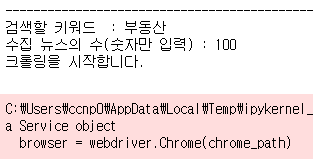 검색할 키워드 : 부동산
수집 뉴스의 수(숫자만 입력) : 100
크롤링을 시작합니다.
C:\Users\ccnp0\AppData\Local\Temp\ipykernel_
a Service object
browser = webdriver.Chrome(chrome_path)